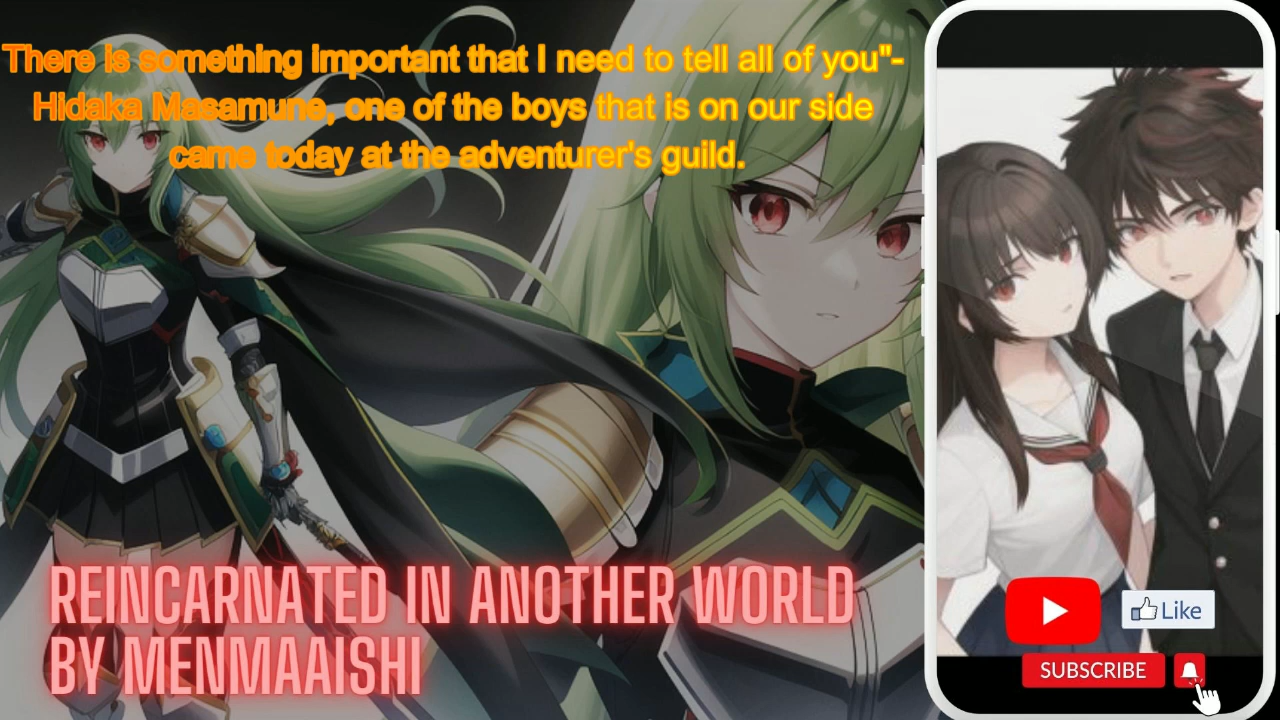 There is something important that I need to tell all of you"-
Hidaka Masamune, one of the boys that is on our side
came today at the adventurer's guild.
REINCARNATED IN ANOTHER WORLD
BY MENMAAISHI
Like
SUBSCRIBE